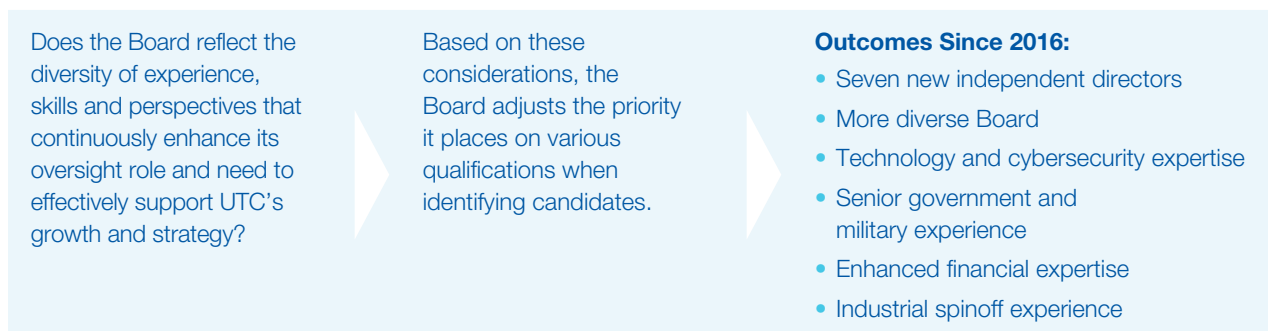 Does the Board reflect the
diversity of experience,
skills and perspectives that
continuously enhance its
oversight role and need to
effectively support UTC’s
growth and strategy?
Based on these
considerations, the
Board adjusts the priority
it places on various
qualifications when
identifying candidates.
Outcomes Since 2016:
• Seven new independent directors
• More diverse Board
• Technology and cybersecurity expertise
• Senior government and
military experience
• Enhanced financial expertise
• Industrial spinoff experience